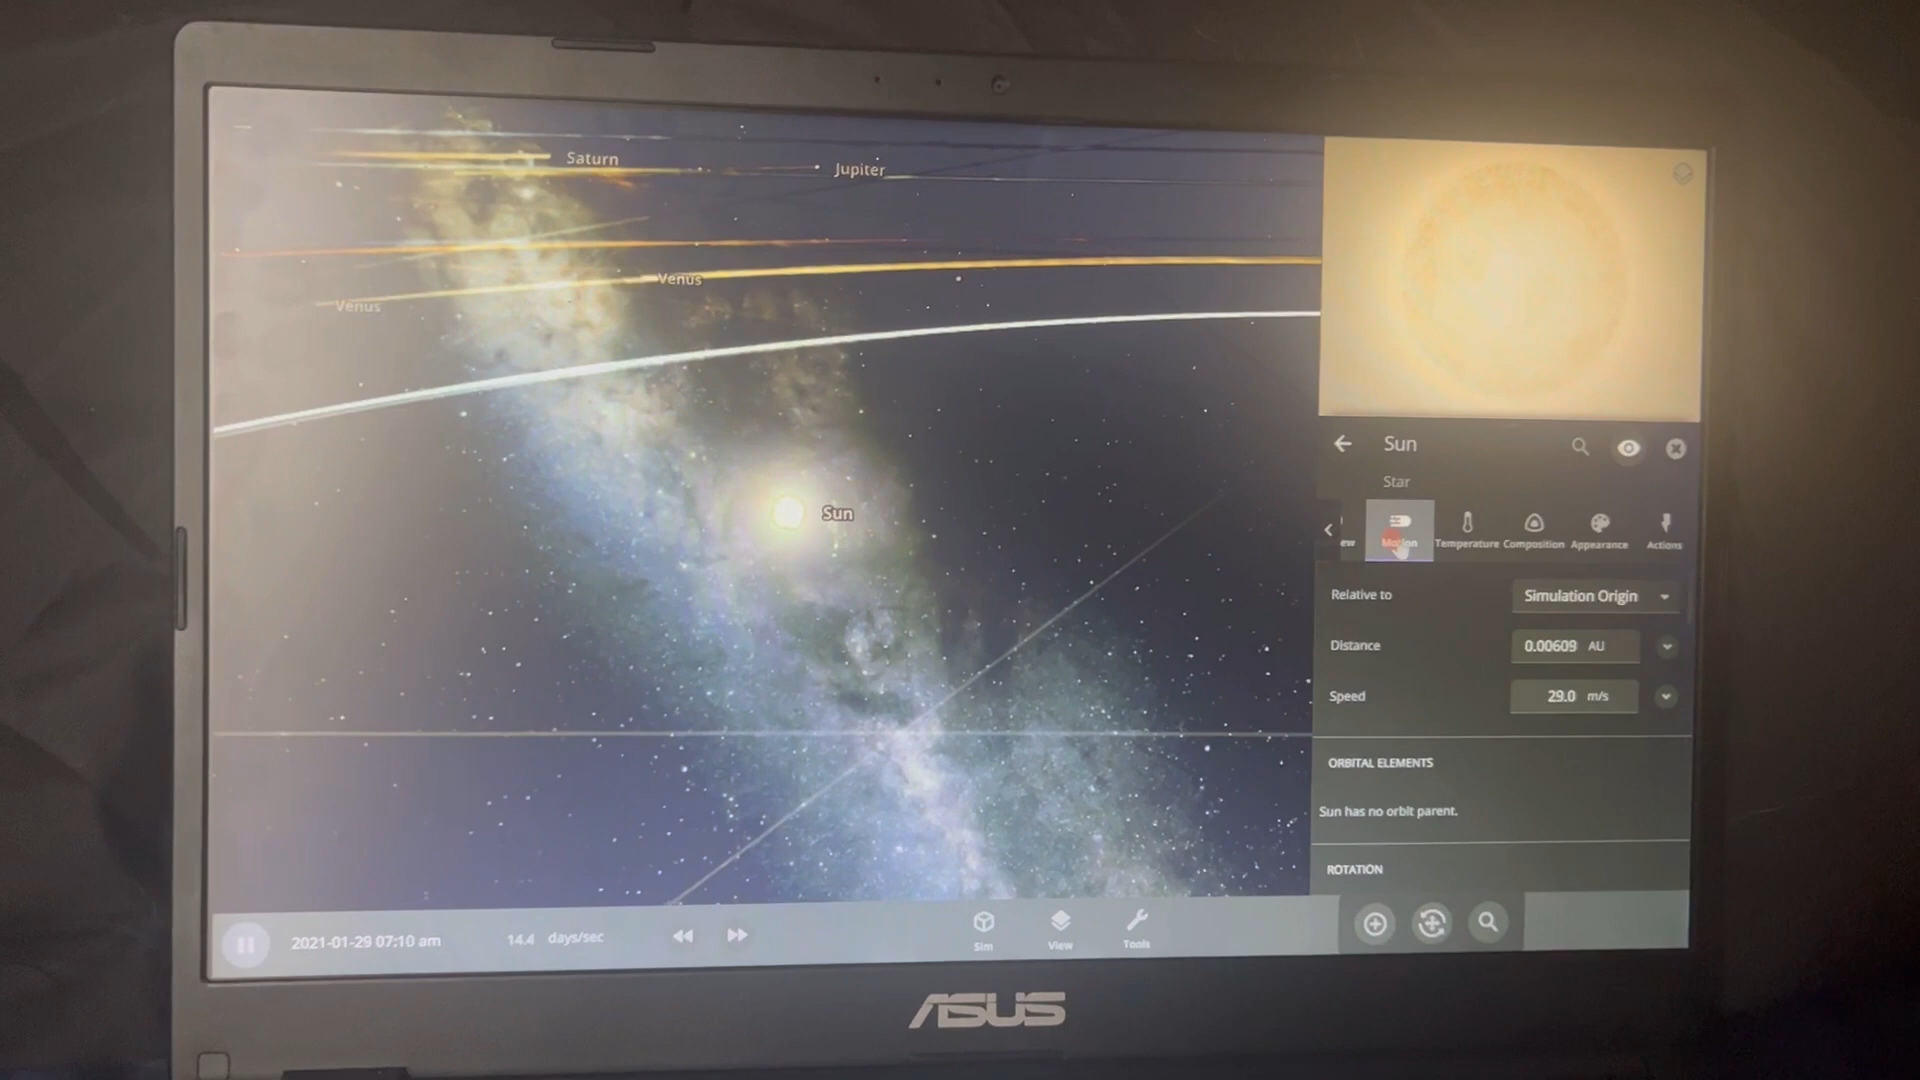 Saturn
Jupiter
Venus
Venus
Sun
Sun
Star
ew
Motion
Temperature
Composition
Appearance
Actions
Relative to
Simulation Origin
Distance
0.00609 AU
Speed
29.0 m/s
ORBITAL ELEMENTS
Sun has no orbit parent.
ROTATION
2021-01-29 07:10 am
14.4 days/sec
Sim
View
Tools
ASUS